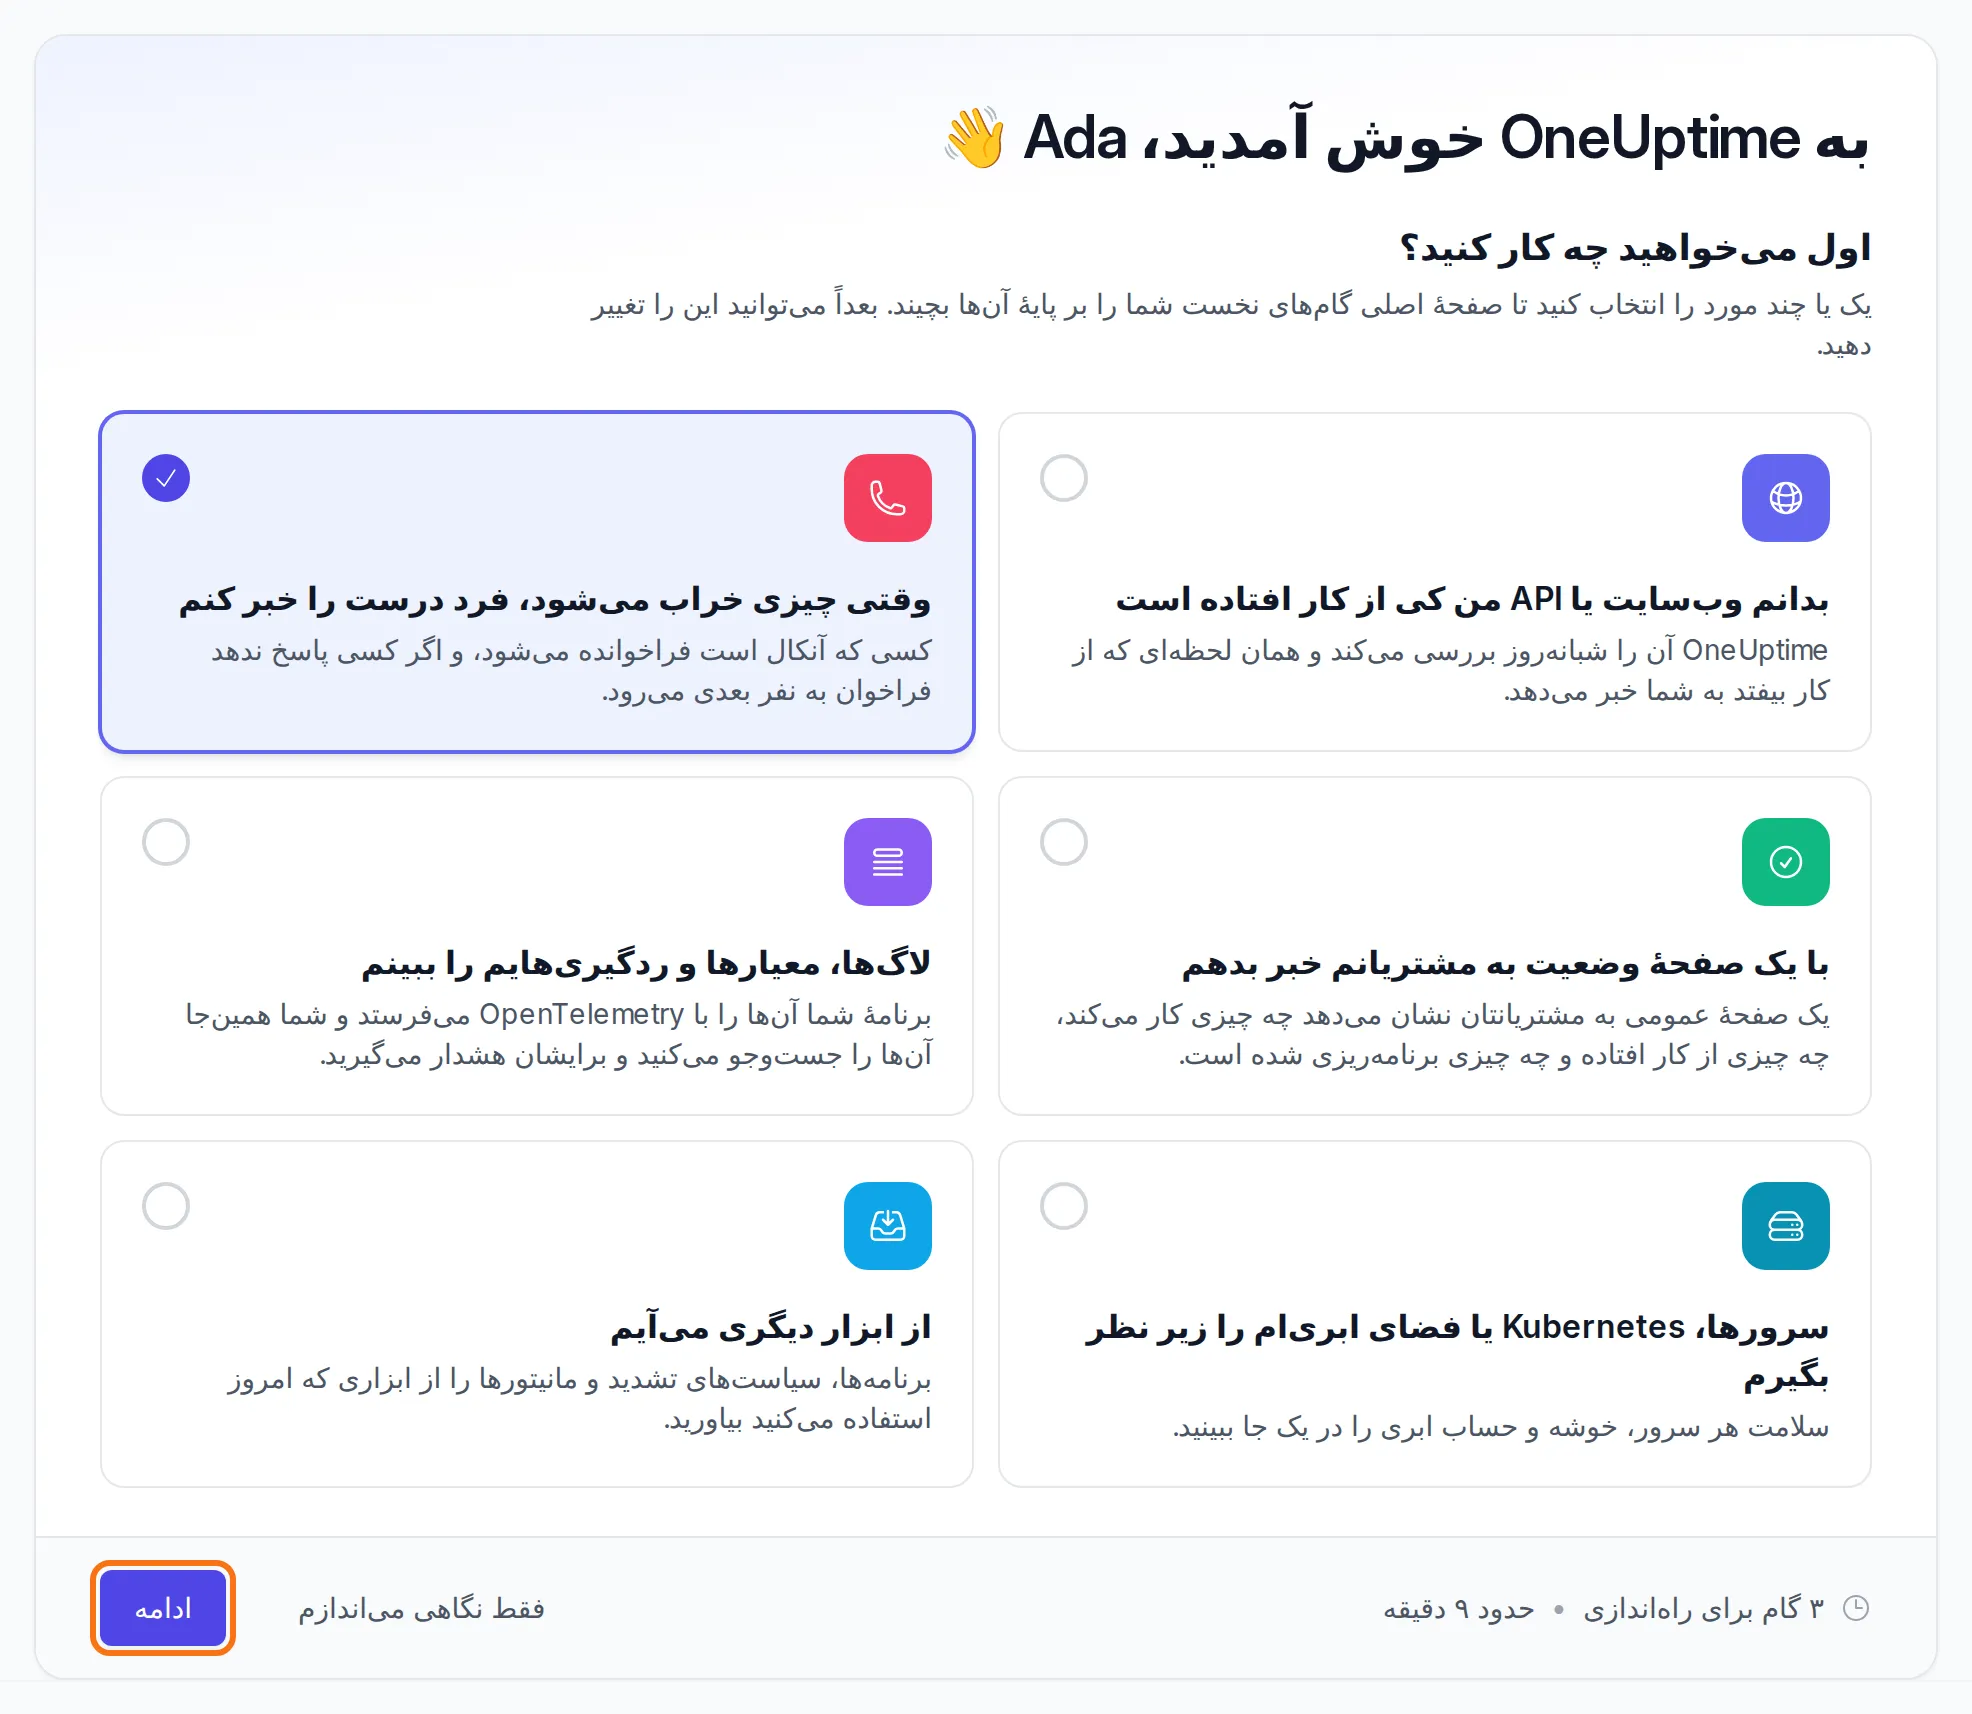 به OneUptime خوش آمدید، Ada 👋
اول می‌خواهید چه کار کنید؟
یک یا چند مورد را انتخاب کنید تا صفحهٔ اصلی گام‌های نخست شما را بر پایهٔ آن‌ها بچیند. بعداً می‌توانید این را تغییر
دهید.
بدانم وب‌سایت یا API من کی از کار افتاده است
OneUptime آن را شبانه‌روز بررسی می‌کند و همان لحظه‌ای که از
کار بیفتد به شما خبر می‌دهد.
وقتی چیزی خراب می‌شود، فرد درست را خبر کنم
کسی که آنکال است فراخوانده می‌شود، و اگر کسی پاسخ ندهد
فراخوان به نفر بعدی می‌رود.
با یک صفحهٔ وضعیت به مشتریانم خبر بدهم
یک صفحهٔ عمومی به مشتریانتان نشان می‌دهد چه چیزی کار می‌کند،
چه چیزی از کار افتاده و چه چیزی برنامه‌ریزی شده است.
لاگ‌ها، معیارها و ردگیری‌هایم را ببینم
برنامهٔ شما آن‌ها را با OpenTelemetry می‌فرستد و شما همین‌جا
آن‌ها را جست‌وجو می‌کنید و برایشان هشدار می‌گیرید.
سرورها، Kubernetes یا فضای ابری‌ام را زیر نظر
بگیرم
سلامت هر سرور، خوشه و حساب ابری را در یک جا ببینید.
از ابزار دیگری می‌آیم
برنامه‌ها، سیاست‌های تشدید و مانیتورها را از ابزاری که امروز
استفاده می‌کنید بیاورید.
۳ گام برای راه‌اندازی • حدود ۹ دقیقه
فقط نگاهی می‌اندازم
ادامه